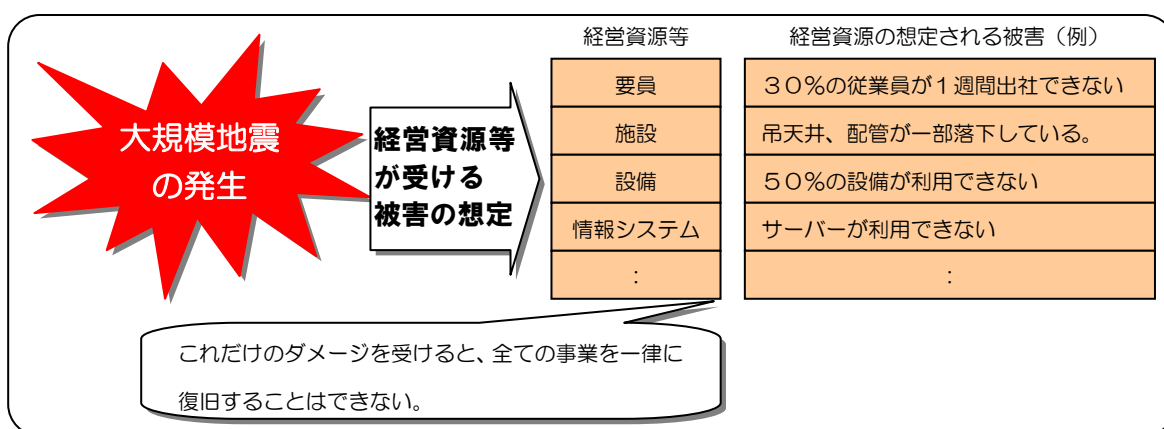 大規模地震
の発生
経営資源等
が受ける
被害の想定
経営資源等
要員
施設
設備
情報システム
:
経営資源の想定される被害（例）
３０％の従業員が１週間出社できない
吊天井、配管が一部落下している。
５０％の設備が利用できない
サーバーが利用できない
:
これだけのダメージを受けると、全ての事業を一律に
復旧することはできない。